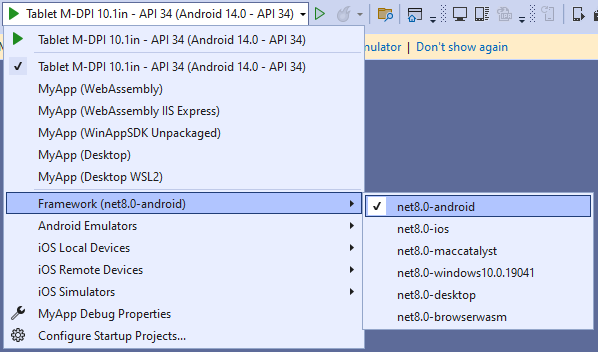 Tablet M-DPI 10.1in - API 34 (Android 14.0 - API 34)
Tablet M-DPI 10.1in - API 34 (Android 14.0 - API 34)
ulator | Don't show again
Tablet M-DPI 10.1in - API 34 (Android 14.0 - API 34)
MyApp (WebAssembly)
MyApp (WebAssembly IIS Express)
MyApp (WinAppSDK Unpackaged)
MyApp (Desktop)
MyApp (Desktop WSL2)
Framework (net8.0-android)
Android Emulators
iOS Local Devices
iOS Remote Devices
iOS Simulators
MyApp Debug Properties
Configure Startup Projects...
net8.0-android
net8.0-ios
net8.0-maccatalyst
net8.0-windows10.0.19041
net8.0-desktop
net8.0-browserwasm